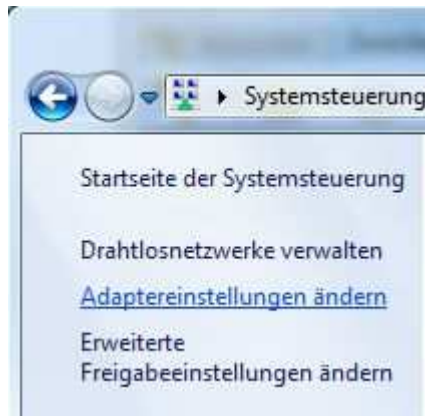 Systemsteuerung
Startseite der Systemsteuerung
Drahtlosnetzwerke verwalten
Adaptereinstellungen ändern
Erweiterte
Freigabeeinstellungen ändern